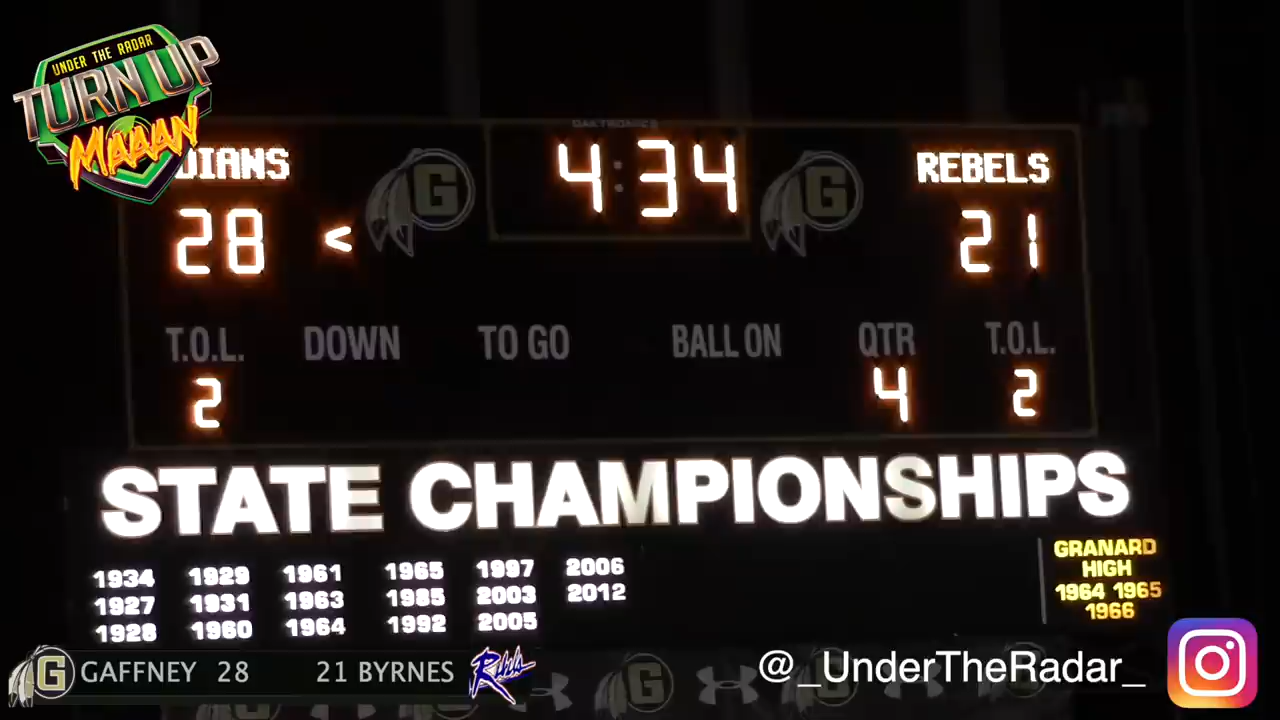 UNDER THE RADAR
TURN UP
MAAAN
DAKTRONICS
DIANS
4:34
REBELS
28 <
G
G
21
T.O.L. DOWN TO GO BALL ON QTR T.O.L.
2 4 2
STATE CHAMPIONSHIPS
1934 1929 1961 1965 1997 2006
1927 1931 1963 1985 2003 2012
1928 1960 1964 1992 2005
GRANARD
HIGH
1964 1965
1966
G GAFFNEY 28 21 BYRNES Rebels
@_UnderTheRadar_
G